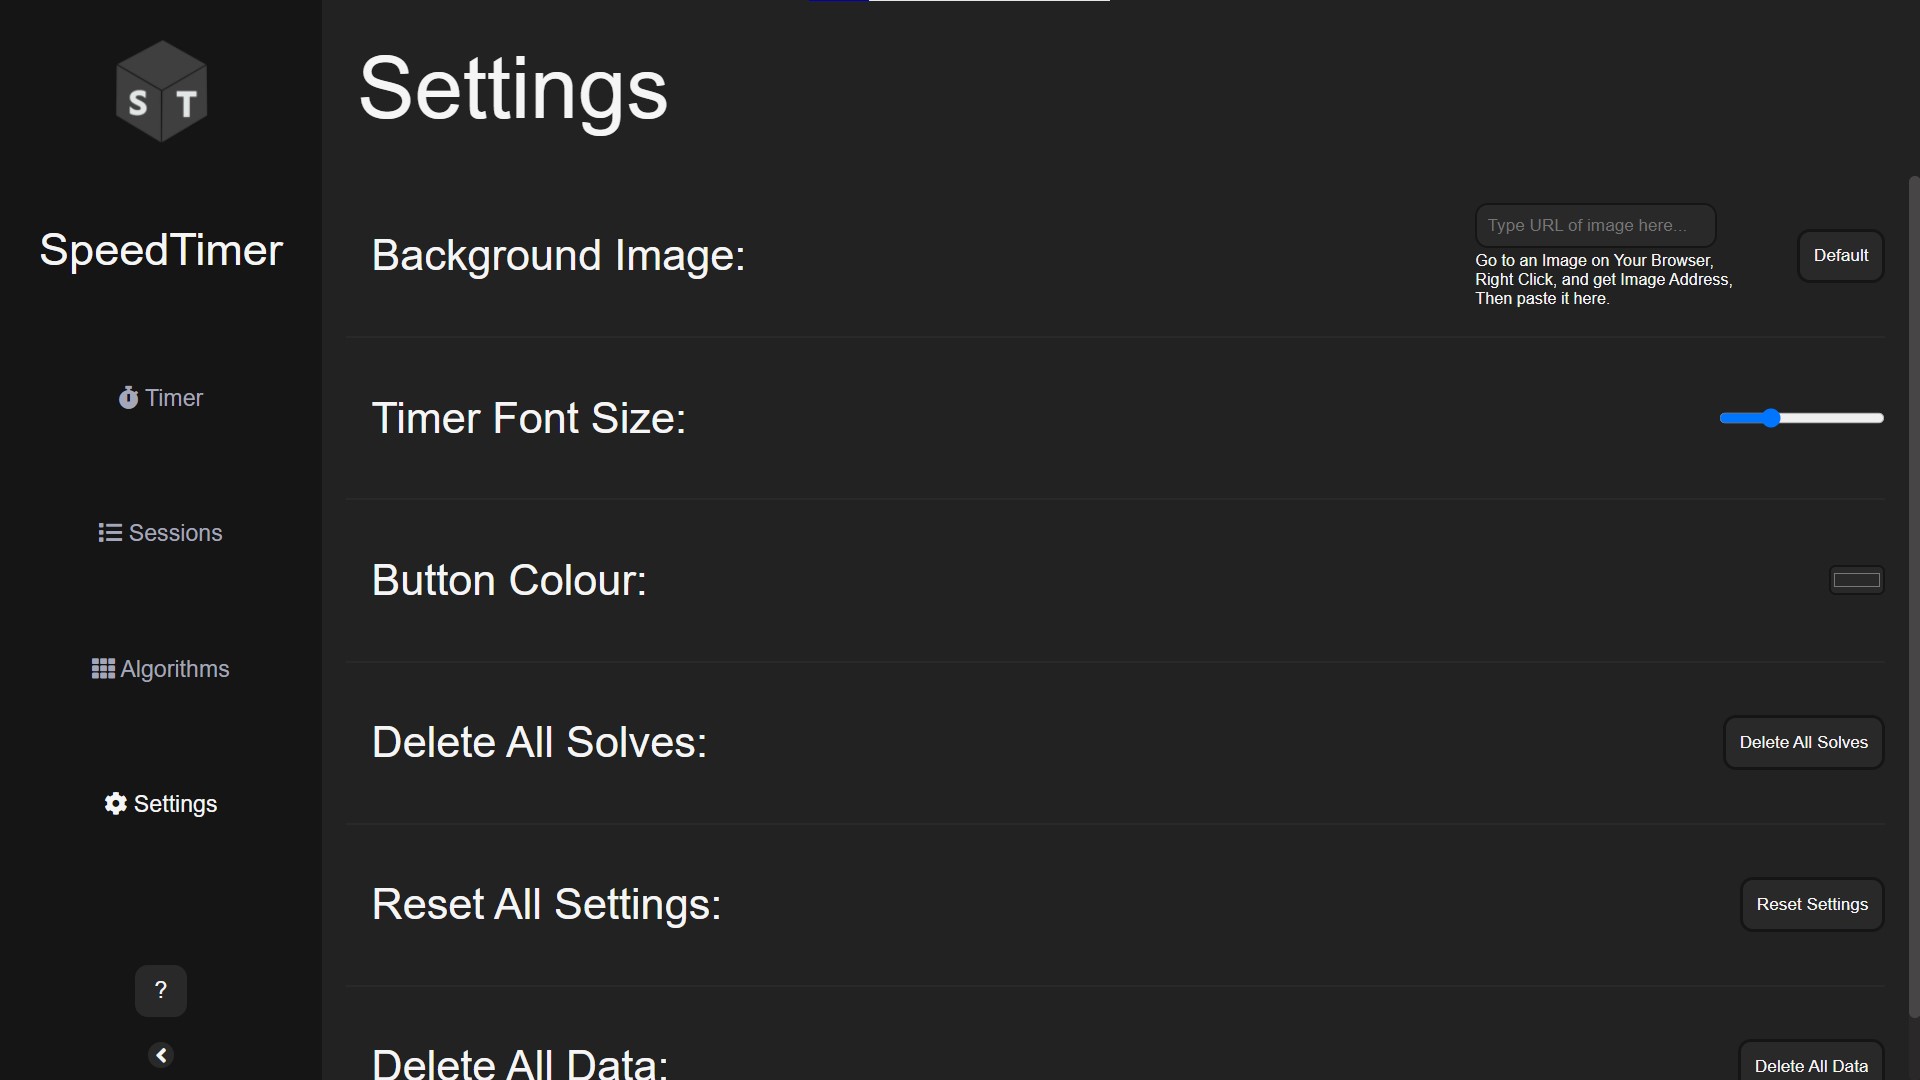 S T
SpeedTimer
Timer
Sessions
Algorithms
Settings
?
Settings
Background Image:
Type URL of image here...
Go to an Image on Your Browser,
Right Click, and get Image Address,
Then paste it here.
Default
Timer Font Size:
Button Colour:
Delete All Solves:
Delete All Solves
Reset All Settings:
Reset Settings
Delete All Data:
Delete All Data